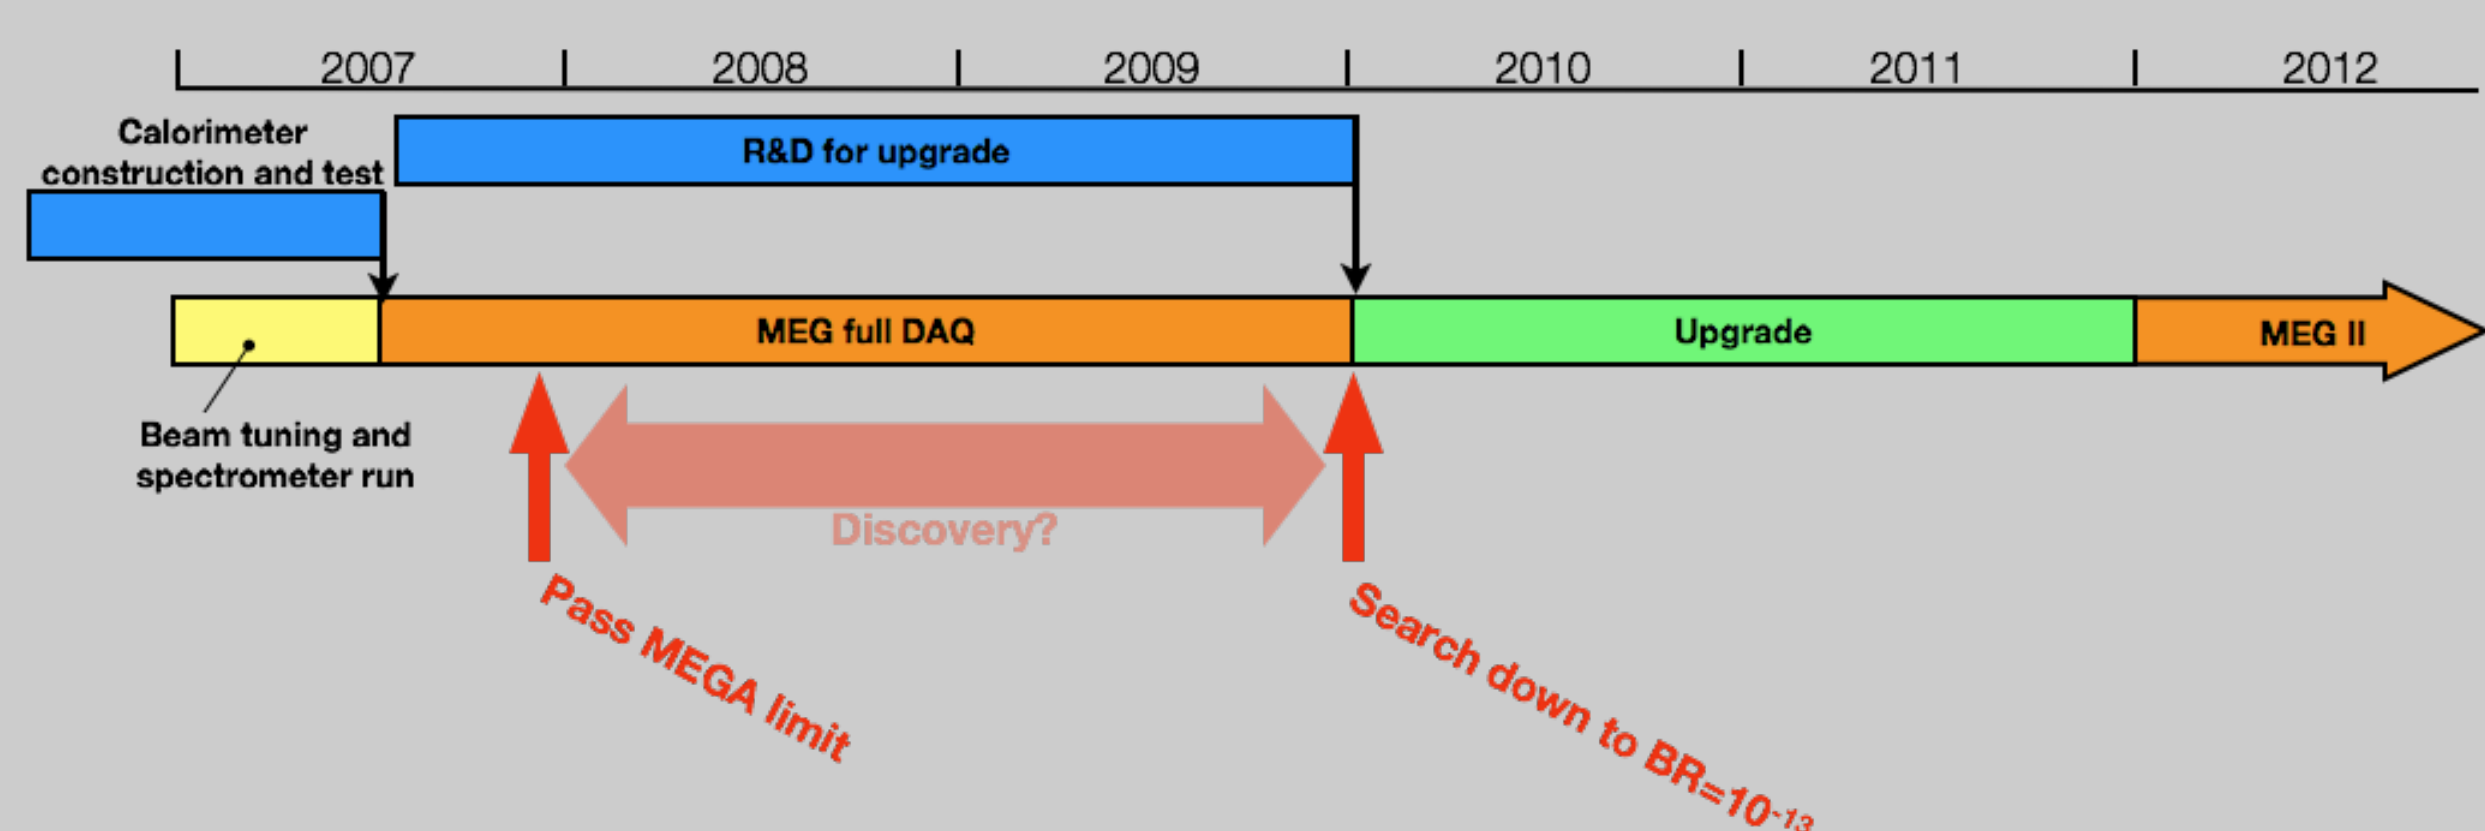 2007 2008 2009 2010 2011 2012
Calorimeter
construction and test
R&D for upgrade
MEG full DAQ
Upgrade
MEG II
Beam tuning and
spectrometer run
Discovery?
Pass MEGA limit
Search down to BR=10⁻¹³